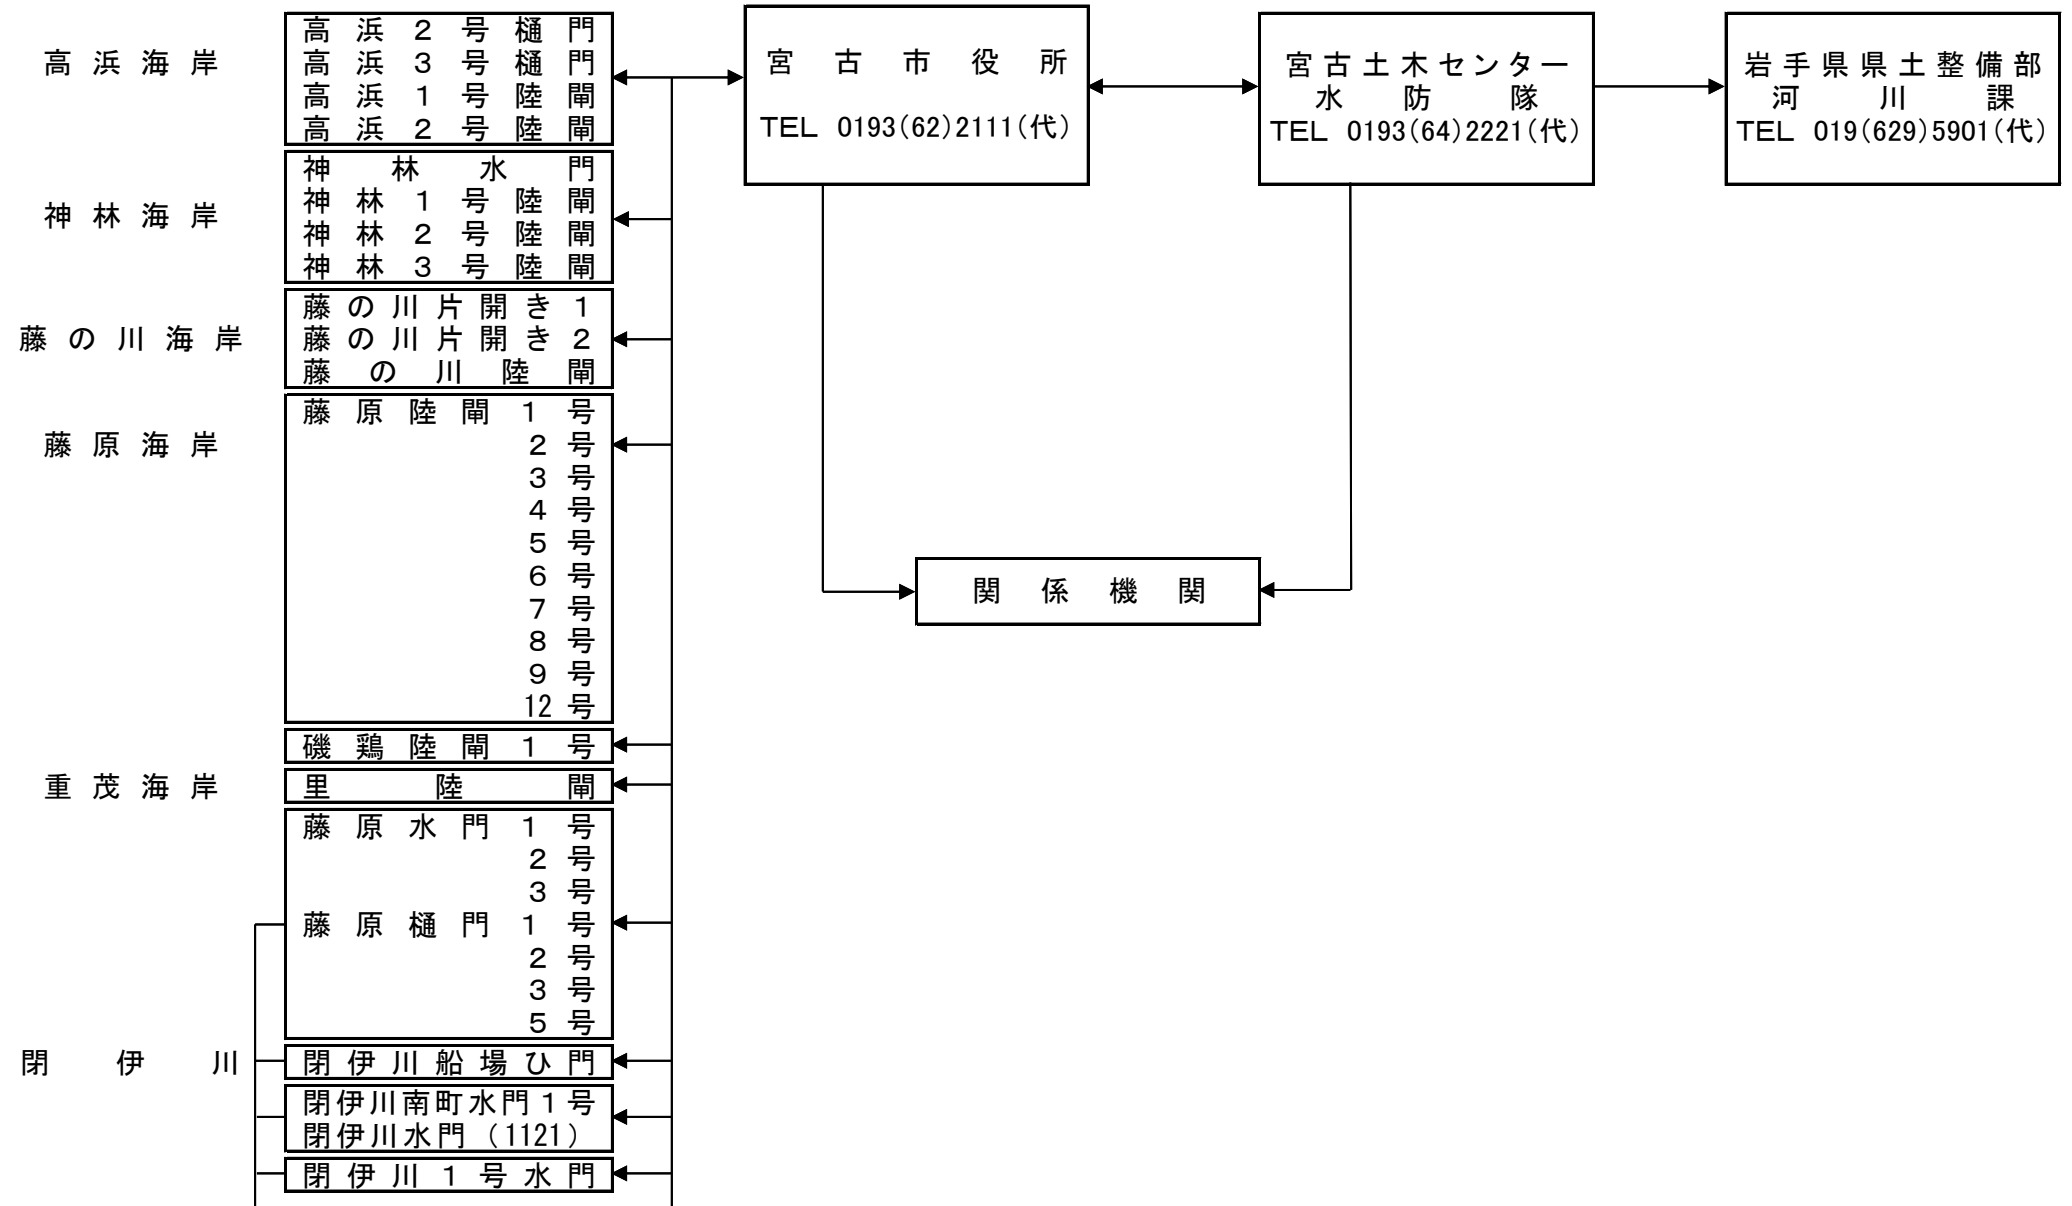 高浜海岸
高浜２号樋門
高浜３号樋門
高浜１号陸閘
高浜２号陸閘
宮古市役所
TEL 0193(62)2111(代)
宮古土木センター
水防隊
TEL 0193(64)2221(代)
岩手県県土整備部
河川課
TEL 019(629)5901(代)
神林海岸
神林水門
神林１号陸閘
神林２号陸閘
神林３号陸閘
藤の川海岸
藤の川片開き１
藤の川片開き２
藤の川陸閘
藤原海岸
藤原陸閘１号
２号
３号
４号
５号
６号
７号
８号
９号
12号
関係機関
磯鶏陸閘１号
重茂海岸
里陸閘
藤原水門１号
２号
３号
藤原樋門１号
２号
３号
５号
閉伊川
閉伊川船場ひ門
閉伊川南町水門１号
閉伊川水門（1121）
閉伊川１号水門